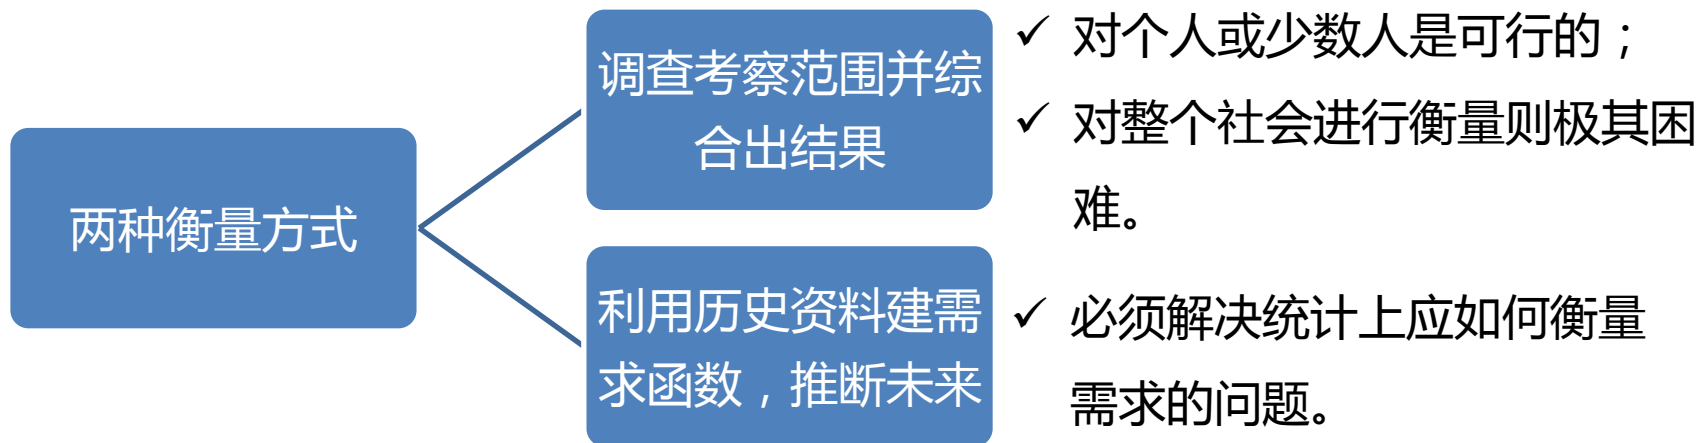 两种衡量方式
调查考察范围并综
合出结果
✓ 对个人或少数人是可行的；
✓ 对整个社会进行衡量则极其困
难。
利用历史资料建需
求函数，推断未来
✓ 必须解决统计上应如何衡量
需求的问题。